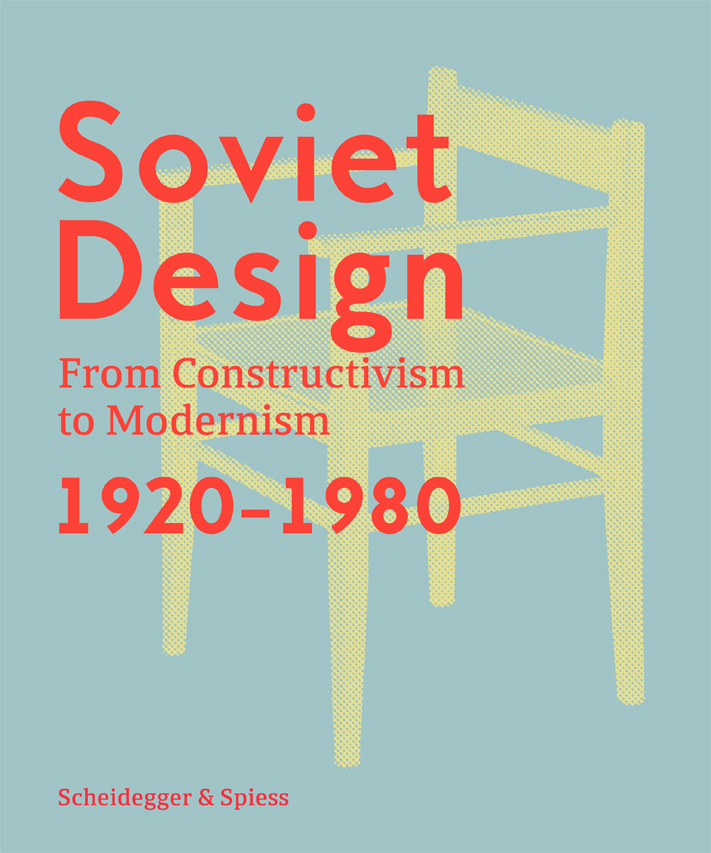 Soviet
Design
From Constructivism
to Modernism
1920–1980
Scheidegger & Spiess